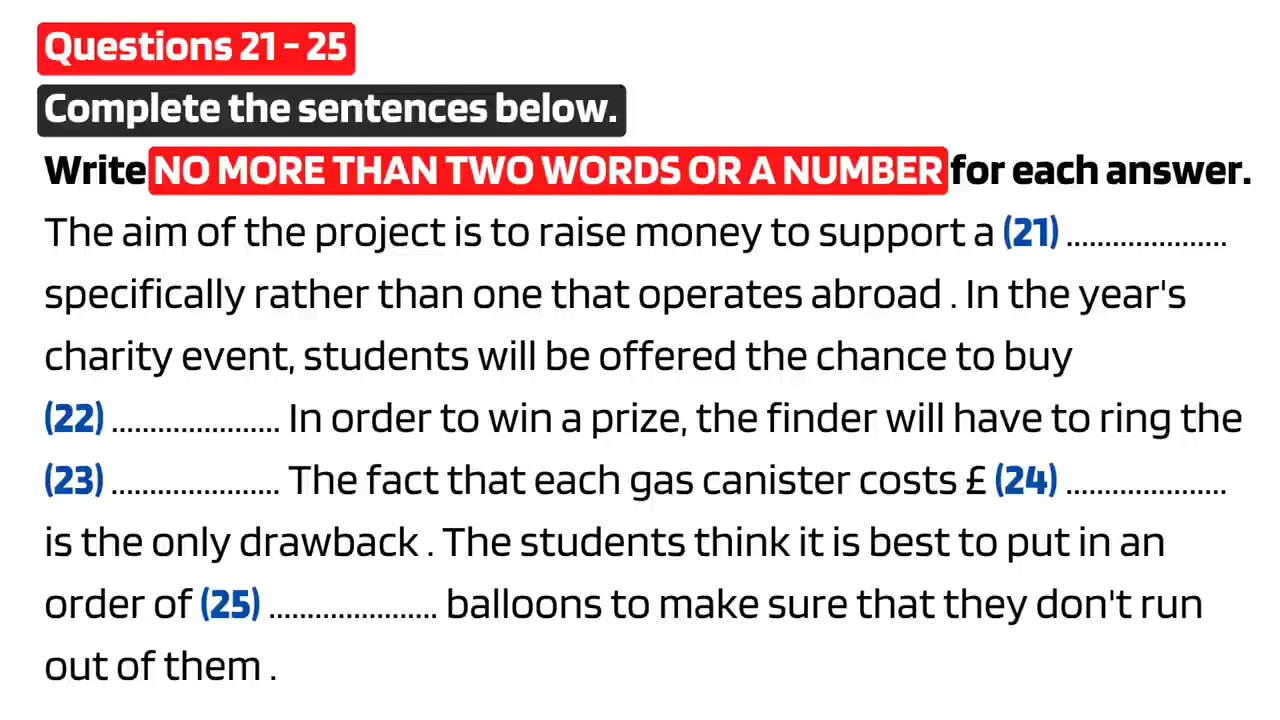 Questions 21 - 25
Complete the sentences below.
Write NO MORE THAN TWO WORDS OR A NUMBER for each answer.
The aim of the project is to raise money to support a (21) .....................
specifically rather than one that operates abroad . In the year's
charity event, students will be offered the chance to buy
(22) ...................... In order to win a prize, the finder will have to ring the
(23) ...................... The fact that each gas canister costs £ (24) .....................
is the only drawback . The students think it is best to put in an
order of (25) ...................... balloons to make sure that they don't run
out of them .